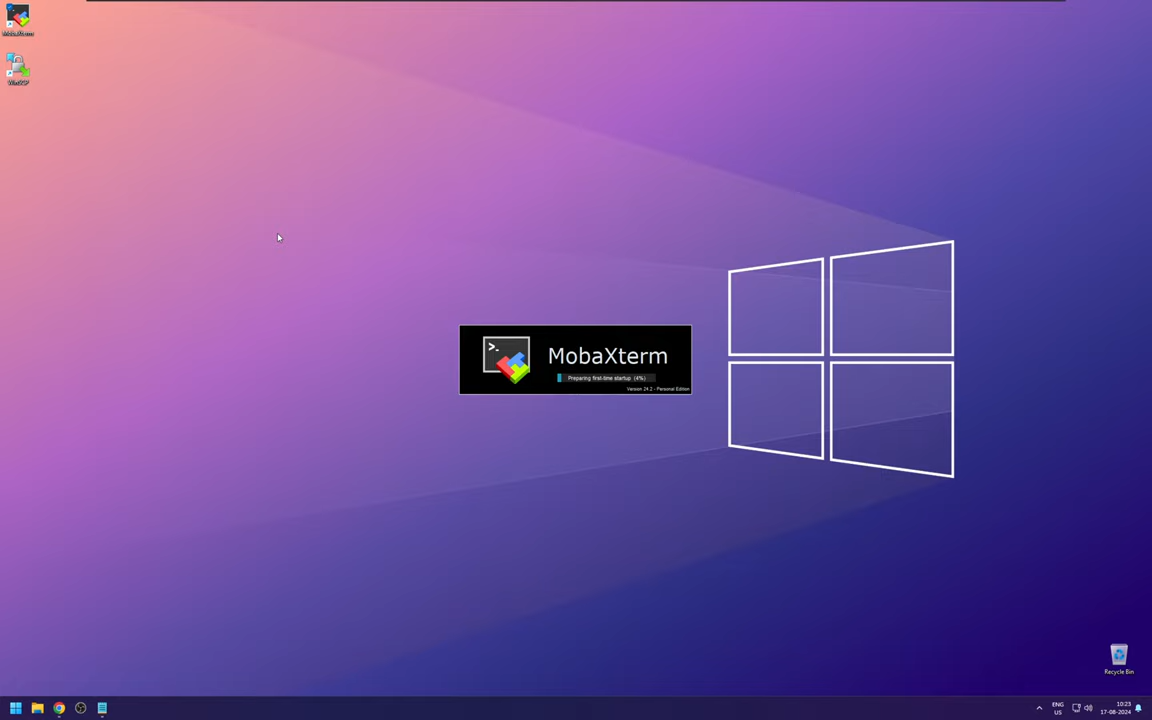 MobaXterm
WinSCP
>_
MobaXterm
Preparing first-time startup (4%)
Version 24.2 - Personal Edition
Recycle Bin
ENG
US
10:23
17-08-2024